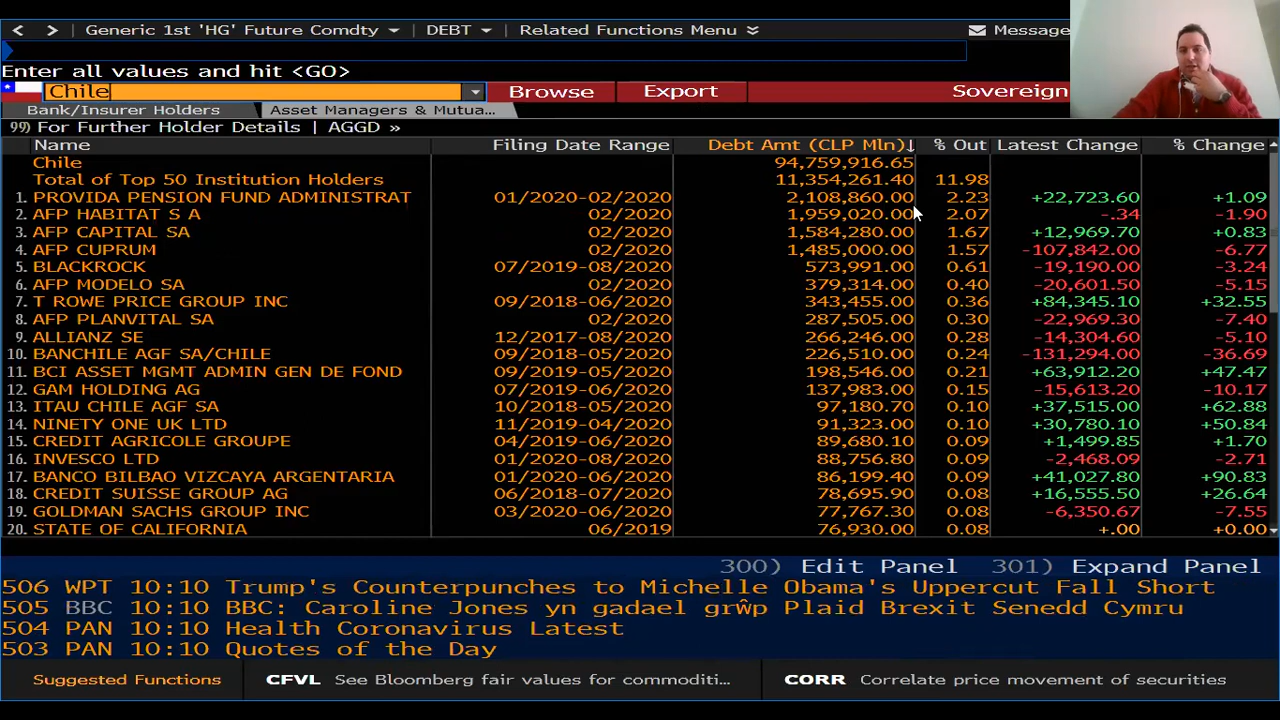 Generic 1st 'HG' Future Comdty DEBT Related Functions Menu Message
Enter all values and hit <GO>
Chile Browse Export Sovereign
Bank/Insurer Holders Asset Managers & Mutua...
99) For Further Holder Details | AGGD »
Name Filing Date Range Debt Amt (CLP Mln)↓ % Out Latest Change % Change
Chile 94,759,916.65
Total of Top 50 Institution Holders 11,354,261.40 11.98
1. PROVIDA PENSION FUND ADMINISTRAT 01/2020-02/2020 2,108,860.00 2.23 +22,723.60 +1.09
2. AFP HABITAT S A 02/2020 1,959,020.00 2.07 -.34 -1.90
3. AFP CAPITAL SA 02/2020 1,584,280.00 1.67 +12,969.70 +0.83
4. AFP CUPRUM 02/2020 1,485,000.00 1.57 -107,842.00 -6.77
5. BLACKROCK 07/2019-08/2020 573,991.00 0.61 -19,190.00 -3.24
6. AFP MODELO SA 02/2020 379,314.00 0.40 -20,601.50 -5.15
7. T ROWE PRICE GROUP INC 09/2018-06/2020 343,455.00 0.36 +84,345.10 +32.55
8. AFP PLANVITAL SA 02/2020 287,505.00 0.30 -22,969.30 -7.40
9. ALLIANZ SE 12/2017-08/2020 266,246.00 0.28 -14,304.60 -5.10
10. BANCHILE AGF SA/CHILE 09/2018-05/2020 226,510.00 0.24 -131,294.00 -36.69
11. BCI ASSET MGMT ADMIN GEN DE FOND 09/2019-05/2020 198,546.00 0.21 +63,912.20 +47.47
12. GAM HOLDING AG 07/2019-06/2020 137,983.00 0.15 -15,613.20 -10.17
13. ITAU CHILE AGF SA 10/2018-05/2020 97,180.70 0.10 +37,515.00 +62.88
14. NINETY ONE UK LTD 11/2019-04/2020 91,323.00 0.10 +30,780.10 +50.84
15. CREDIT AGRICOLE GROUPE 04/2019-06/2020 89,680.10 0.09 +1,499.85 +1.70
16. INVESCO LTD 01/2020-08/2020 88,756.80 0.09 -2,468.09 -2.71
17. BANCO BILBAO VIZCAYA ARGENTARIA 01/2020-06/2020 86,199.40 0.09 +41,027.80 +90.83
18. CREDIT SUISSE GROUP AG 06/2018-07/2020 78,695.90 0.08 +16,555.50 +26.64
19. GOLDMAN SACHS GROUP INC 03/2020-06/2020 77,767.30 0.08 -6,350.67 -7.55
20. STATE OF CALIFORNIA 06/2019 76,930.00 0.08 +.00 +0.00
300) Edit Panel 301) Expand Panel
506 WPT 10:10 Trump's Counterpunches to Michelle Obama's Uppercut Fall Short
505 BBC 10:10 BBC: Caroline Jones yn gadael grŵp Plaid Brexit Senedd Cymru
504 PAN 10:10 Health Coronavirus Latest
503 PAN 10:10 Quotes of the Day
Suggested Functions CFVL See Bloomberg fair values for commoditi... CORR Correlate price movement of securities